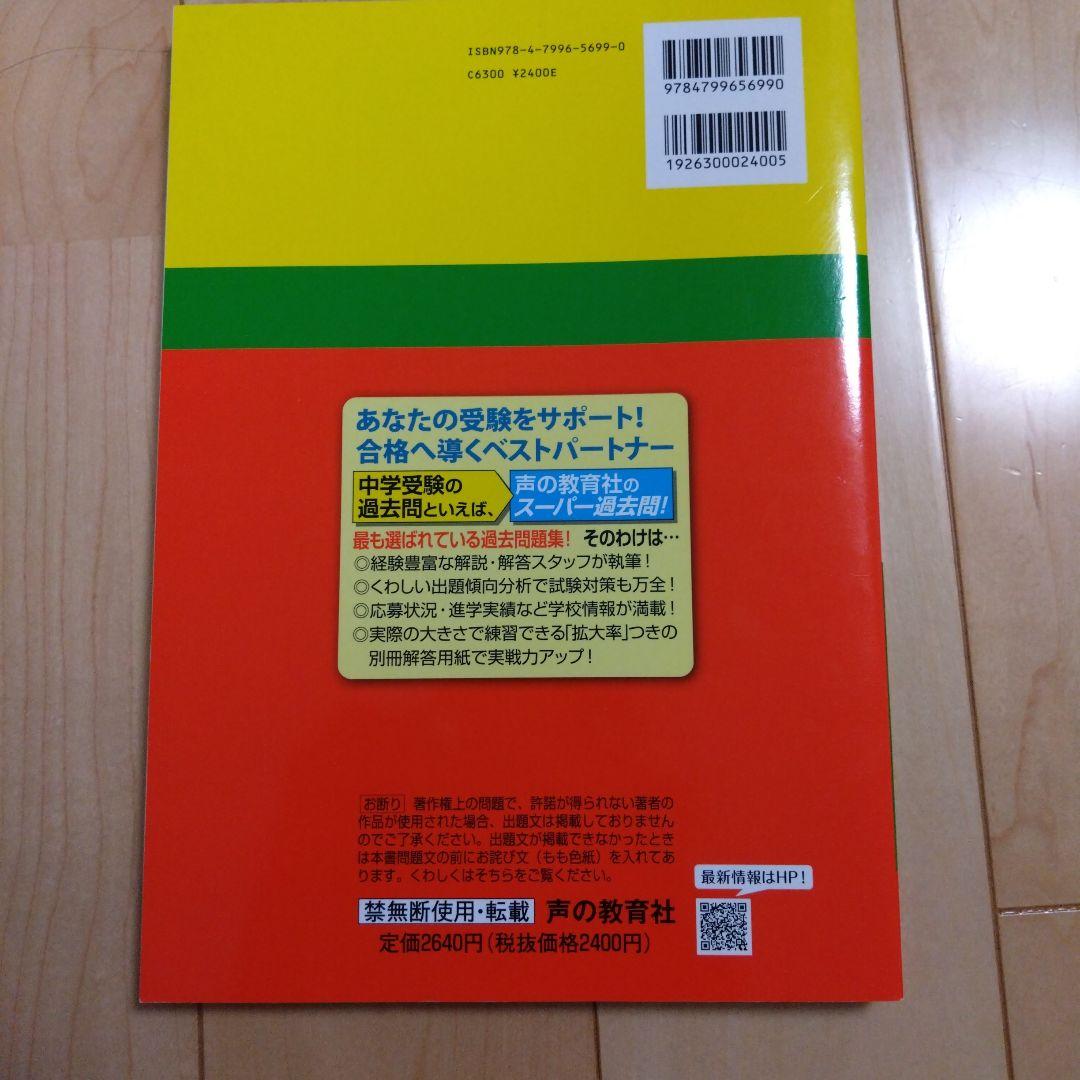 ISBN978-4-7996-5699-0
C6300 ¥2400E
9784799656990
1926300024005
あなたの受験をサポート!
合格へ導くベストパートナー
中学受験の
過去問といえば、
声の教育社の
スーパー過去問!
最も選ばれている過去問題集! そのわけは…
◎経験豊富な解説・解答スタッフが執筆!
◎くわしい出題傾向分析で試験対策も万全!
◎応募状況・進学実績など学校情報が満載!
◎実際の大きさで練習できる「拡大率」つきの
別冊解答用紙で実戦力アップ!
お断り 著作権上の問題で、許諾が得られない著者の
作品が使用された場合、出題文は掲載しておりません
のでご了承ください。出題文が掲載できなかったとき
は本書問題文の前にお詫び文(もも色紙)を入れてあ
ります。くわしくはそちらをご覧ください。
最新情報はHP!
禁無断使用・転載 声の教育社
定価2640円(税抜価格2400円)